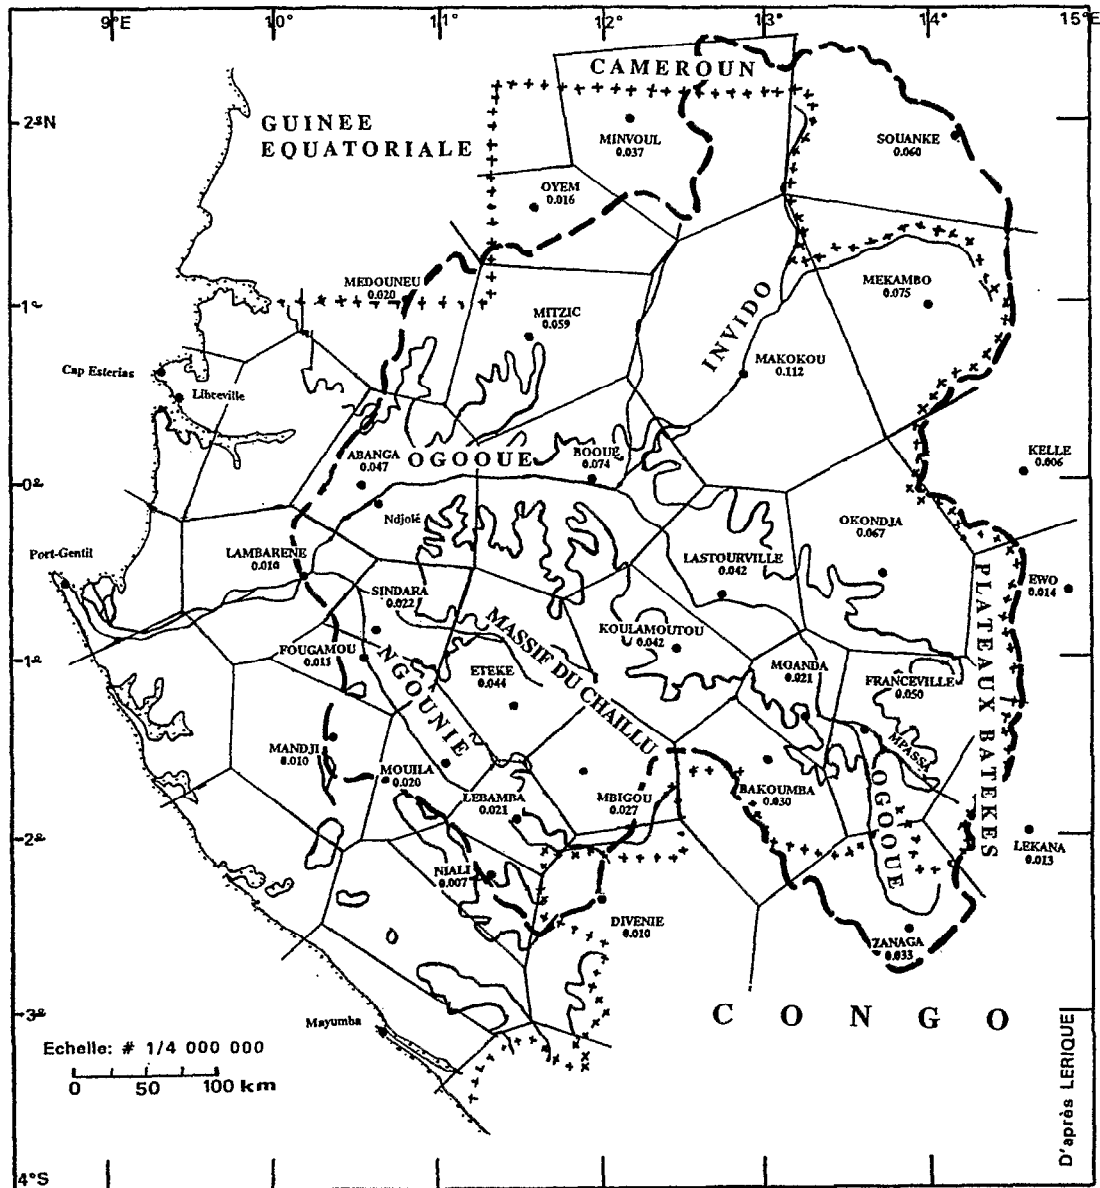 9°E
10°
11°
12°
13°
14°
15°E
CAMEROUN
2°N
GUINEE
EQUATORIALE
MINVOUL
0.037
SOUANKE
0.060
OYEM
0.016
MEDOUNEU
0.020
MEKAMBO
0.075
1°
MITZIC
0.059
INVIDO
MAKOKOU
0.112
Cap Esterias
Libreville
ABANGA
0.047
OGOOUE
BOOUE
0.074
KELLE
0.006
0°
Ndjolé
OKONDJA
0.067
Port-Gentil
LAMBARENE
0.010
LASTOURVILLE
0.042
EWO
0.014
SINDARA
0.022
MASSIF DU CHAILLU
KOULAMOUTOU
0.042
PLATEAUX BATEKES
FOUGAMOU
0.015
NGOUNIE
ETEKE
0.044
MOANDA
0.021
FRANCEVILLE
0.050
1°
MANDJI
0.010
MPASSA
MOUILA
0.020
LEBAMBA
0.021
MBIGOU
0.027
BAKOUMBA
0.030
OGOOUE
2°
LEKANA
0.013
NIALI
0.007
DIVENIE
0.010
ZANAGA
0.033
CONGO
3°
Mayumba
Echelle: # 1/4 000 000
0 50 100 km
D'après LERIQUE
4°S